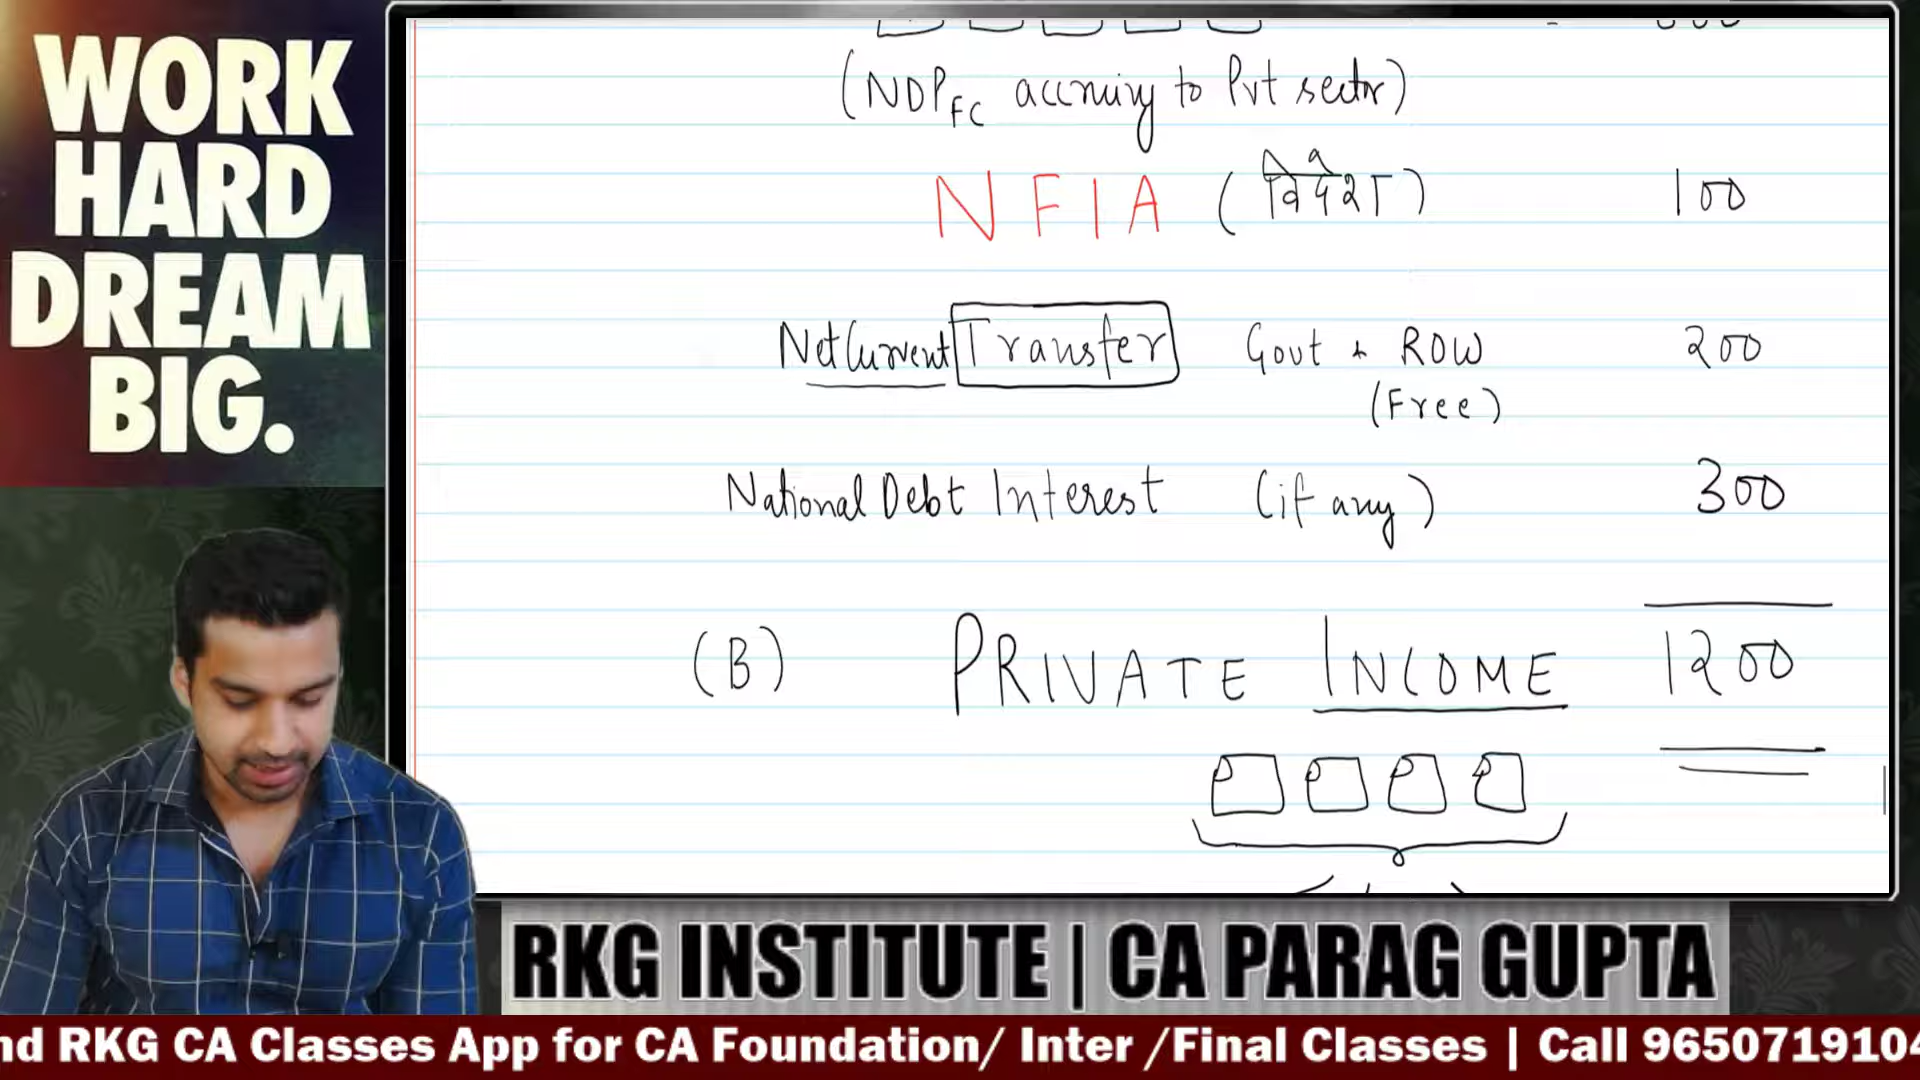 WORK
HARD
DREAM
BIG.
(NDP FC accruing to Pvt sector)
NFIA (विदेश) 100
Net Current Transfer Govt + ROW 200
(Free)
National Debt Interest (if any) 300
(B) PRIVATE INCOME 1200
RKG INSTITUTE | CA PARAG GUPTA
nd RKG CA Classes App for CA Foundation/ Inter /Final Classes | Call 9650719104